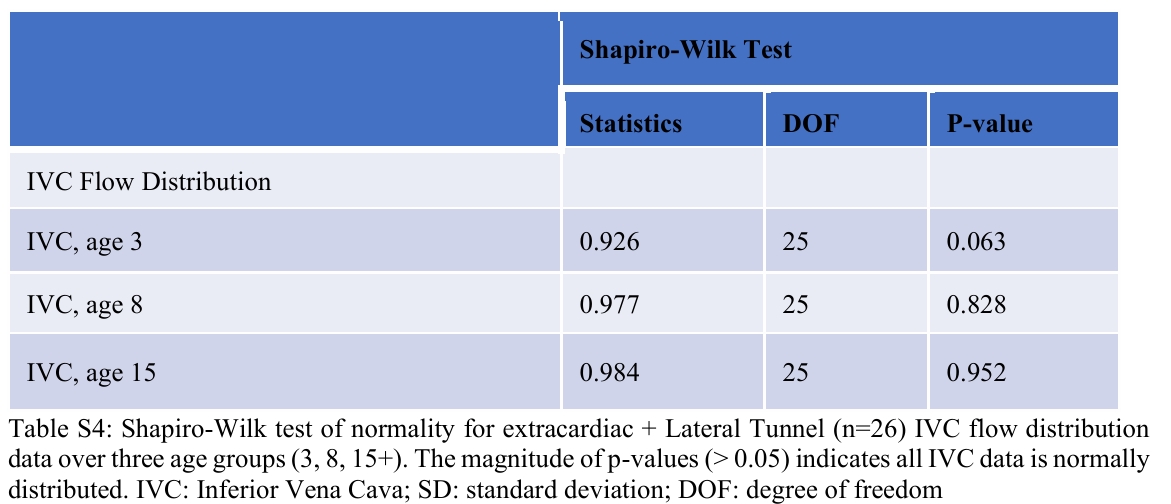 Shapiro-Wilk Test
Statistics DOF P-value
IVC Flow Distribution
IVC, age 3 0.926 25 0.063
IVC, age 8 0.977 25 0.828
IVC, age 15 0.984 25 0.952
Table S4: Shapiro-Wilk test of normality for extracardiac + Lateral Tunnel (n=26) IVC flow distribution
data over three age groups (3, 8, 15+). The magnitude of p-values (> 0.05) indicates all IVC data is normally
distributed. IVC: Inferior Vena Cava; SD: standard deviation; DOF: degree of freedom